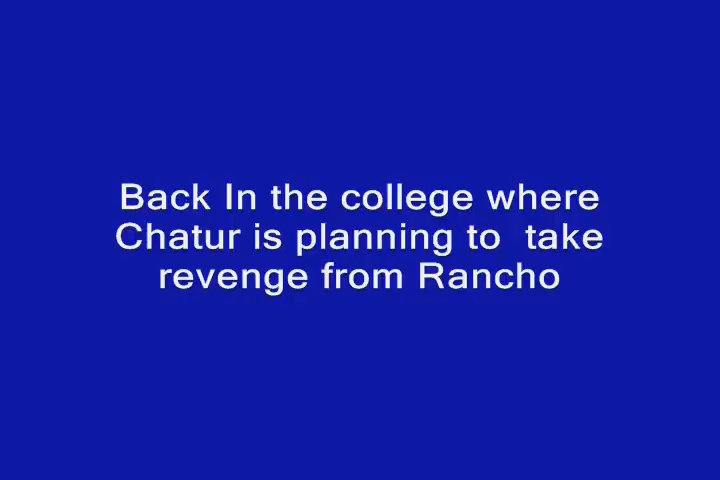 Back In the college where
Chatur is planning to  take
revenge from Rancho